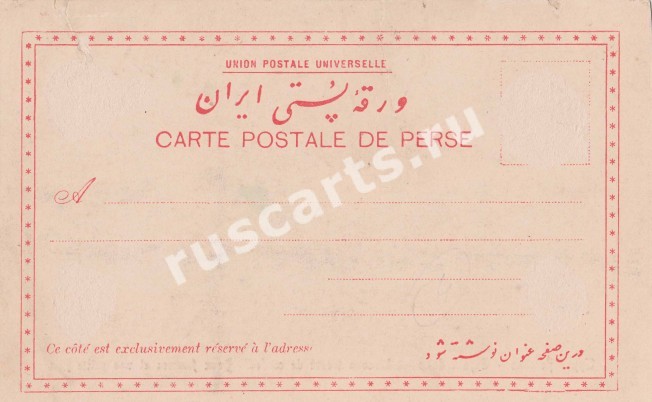 UNION POSTALE UNIVERSELLE
ورقهٔ پُستی ایران
CARTE POSTALE DE PERSE
A
Ce côté est exclusivement réservé à l'adresse
درین صفحه عنوان نوشته شود
ruscarts.ru